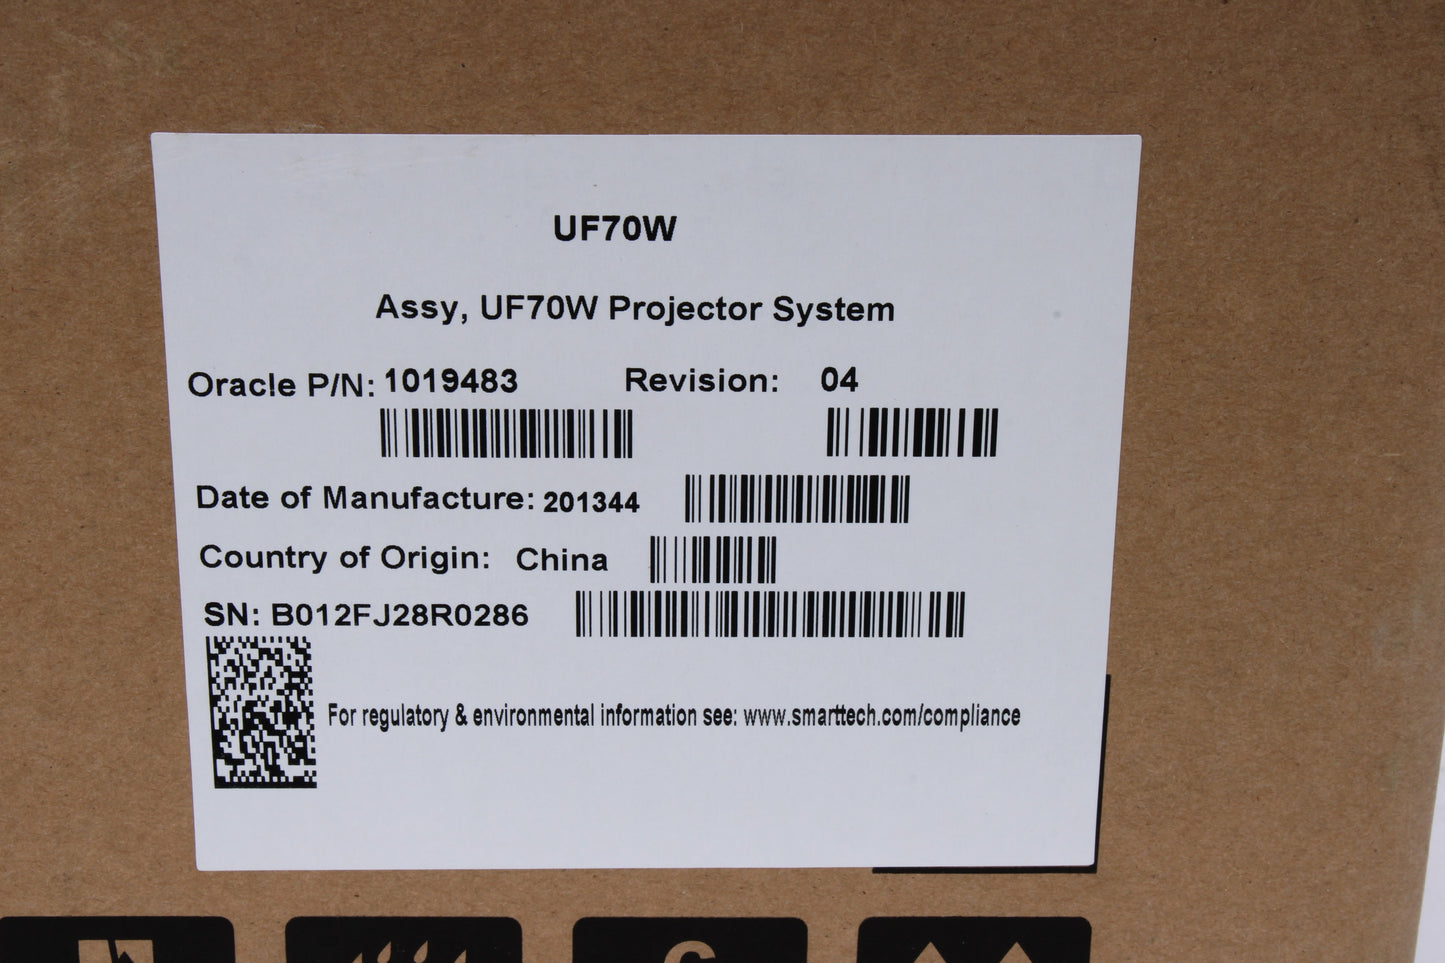 UF70W
Assy, UF70W Projector System
Oracle P/N: 1019483 Revision: 04
Date of Manufacture: 201344
Country of Origin: China
SN: B012FJ28R0286
For regulatory & environmental information see: www.smarttech.com/compliance